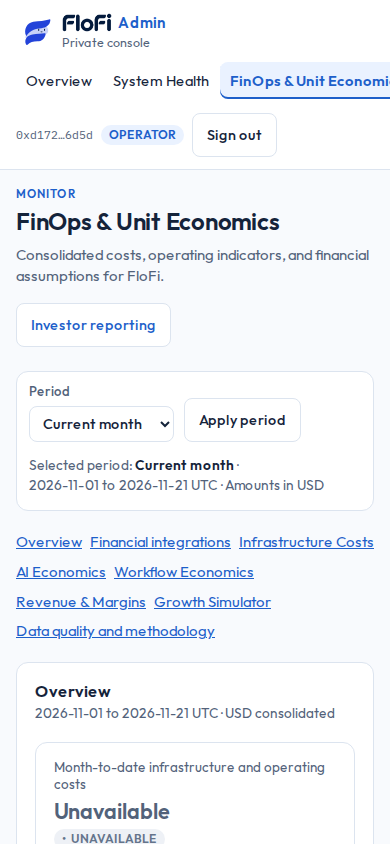 FloFi Admin
Private console
Overview System Health FinOps & Unit Economi
0xd172…6d5d OPERATOR Sign out
MONITOR
FinOps & Unit Economics
Consolidated costs, operating indicators, and financial
assumptions for FloFi.
Investor reporting
Period
Current month Apply period
Selected period: Current month ·
2026-11-01 to 2026-11-21 UTC · Amounts in USD
Overview Financial integrations Infrastructure Costs
AI Economics Workflow Economics
Revenue & Margins Growth Simulator
Data quality and methodology
Overview
2026-11-01 to 2026-11-21 UTC · USD consolidated
Month-to-date infrastructure and operating
costs
Unavailable
• UNAVAILABLE